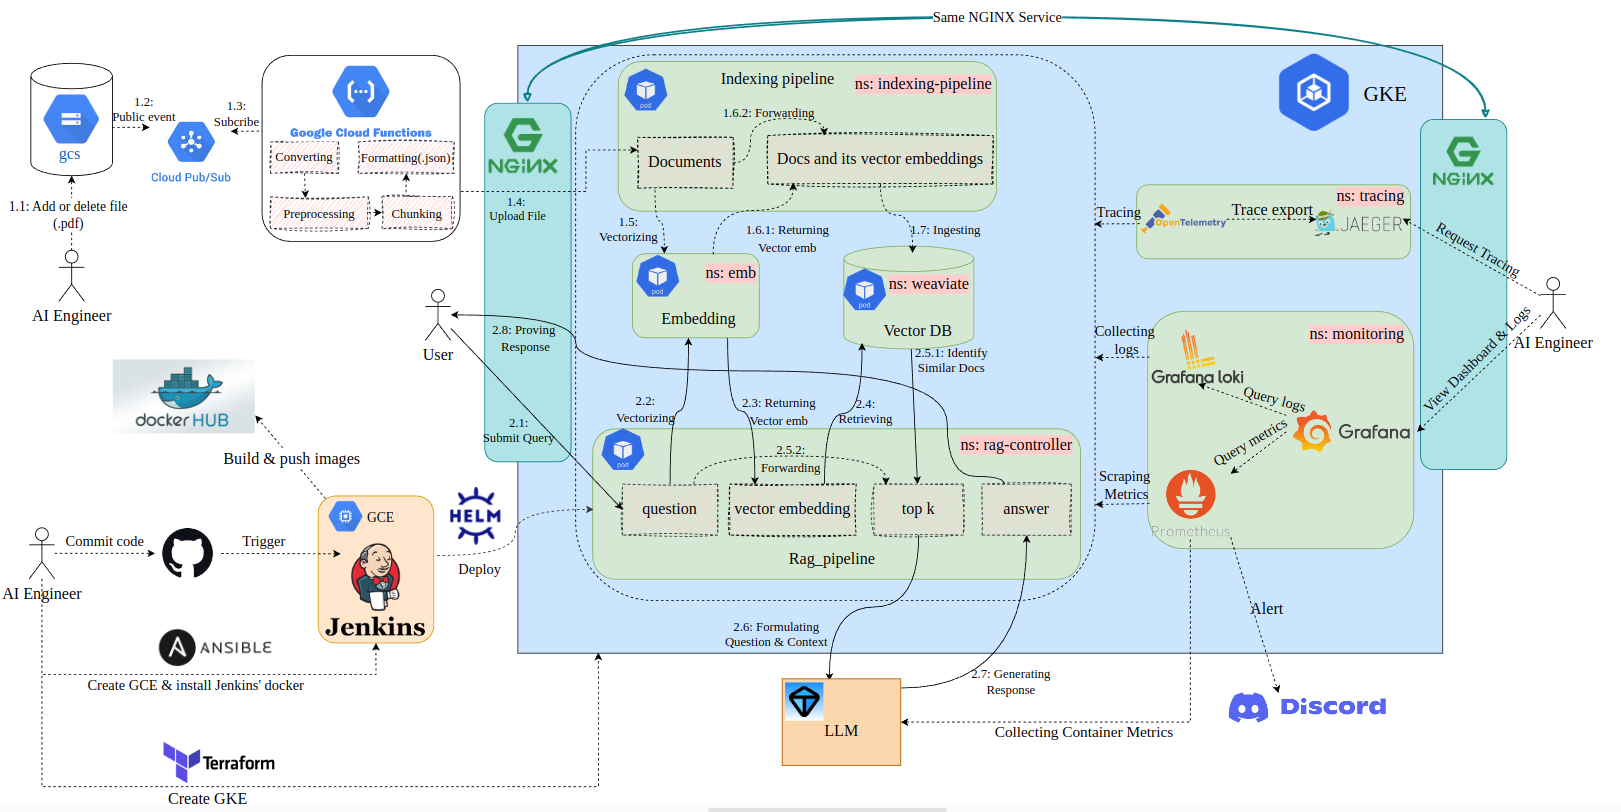 Same NGINX Service
GKE
gcs
1.2:
Public event
1.3:
Subcribe
Cloud Pub/Sub
1.1: Add or delete file
(.pdf)
AI Engineer
Google Cloud Functions
Converting
Formatting(.json)
Preprocessing
Chunking
1.4:
Upload File
NGINX
Indexing pipeline
ns: indexing-pipeline
pod
1.6.2: Forwarding
Documents
Docs and its vector embeddings
1.5:
Vectorizing
1.6.1: Returning
Vector emb
1.7: Ingesting
pod
ns: emb
Embedding
pod
ns: weaviate
Vector DB
User
2.8: Proving
Response
2.1:
Submit Query
2.2:
Vectorizing
2.3: Returning
Vector emb
2.4:
Retrieving
2.5.1: Identify
Similar Docs
pod
ns: rag-controller
2.5.2:
Forwarding
question
vector embedding
top k
answer
Rag_pipeline
2.6: Formulating
Question & Context
2.7: Generating
Response
LLM
Collecting Container Metrics
Tracing
ns: tracing
OpenTelemetry
Trace export
JAEGER
NGINX
Request Tracing
AI Engineer
View Dashboard & Logs
Collecting
logs
ns: monitoring
Grafana loki
Query logs
Grafana
Query metrics
Scraping
Metrics
Prometheus
Alert
Discord
docker HUB
Build & push images
GCE
Jenkins
HELM
Deploy
AI Engineer
Commit code
Trigger
ANSIBLE
Create GCE & install Jenkins' docker
Terraform
Create GKE